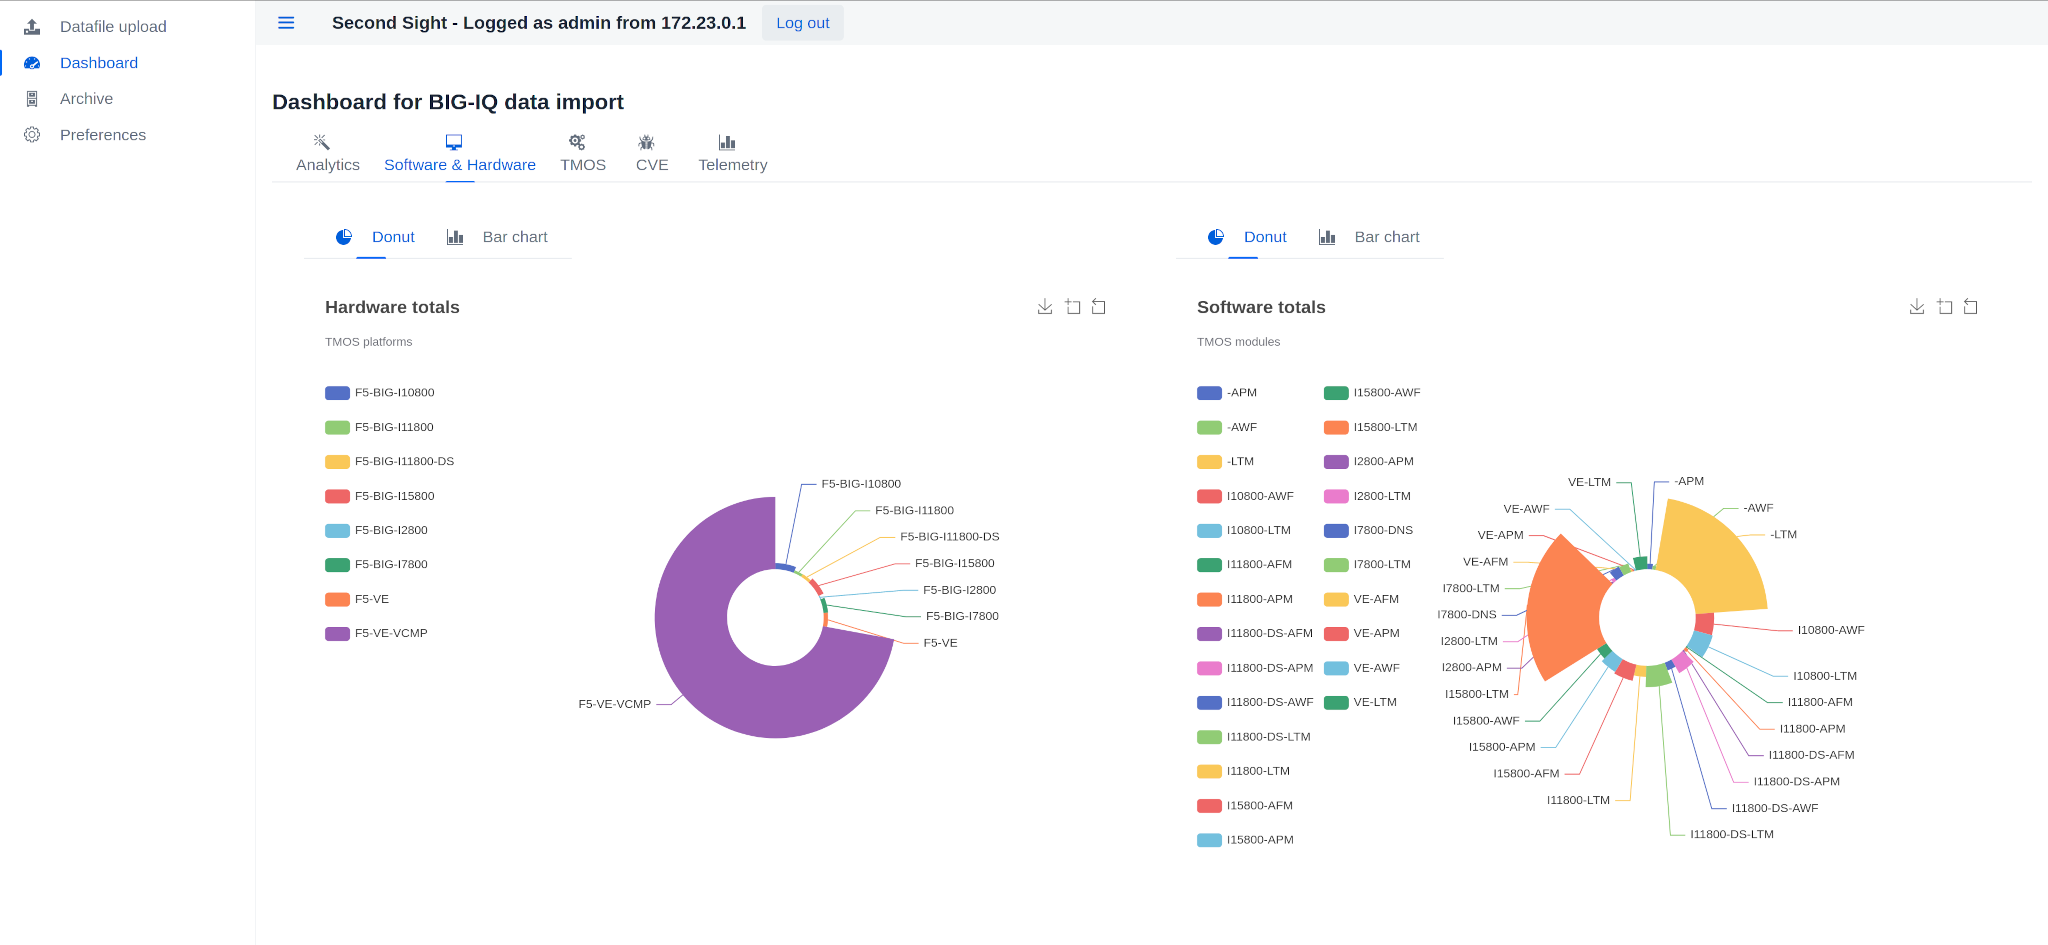 Datafile upload
Dashboard
Archive
Preferences
Second Sight - Logged as admin from 172.23.0.1
Log out
Dashboard for BIG-IQ data import
Analytics
Software & Hardware
TMOS
CVE
Telemetry
Donut
Bar chart
Hardware totals
TMOS platforms
F5-BIG-I10800
F5-BIG-I11800
F5-BIG-I11800-DS
F5-BIG-I15800
F5-BIG-I2800
F5-BIG-I7800
F5-VE
F5-VE-VCMP
F5-BIG-I10800
F5-BIG-I11800
F5-BIG-I11800-DS
F5-BIG-I15800
F5-BIG-I2800
F5-BIG-I7800
F5-VE
F5-VE-VCMP
Donut
Bar chart
Software totals
TMOS modules
-APM
-AWF
-LTM
I10800-AWF
I10800-LTM
I11800-AFM
I11800-APM
I11800-DS-AFM
I11800-DS-APM
I11800-DS-AWF
I11800-DS-LTM
I11800-LTM
I15800-AFM
I15800-APM
I15800-AWF
I15800-LTM
I2800-APM
I2800-LTM
I7800-DNS
I7800-LTM
VE-AFM
VE-APM
VE-AWF
VE-LTM
-APM
-AWF
-LTM
I10800-AWF
I10800-LTM
I11800-AFM
I11800-APM
I11800-DS-AFM
I11800-DS-APM
I11800-DS-AWF
I11800-DS-LTM
I11800-LTM
I15800-AFM
I15800-APM
I15800-AWF
I15800-LTM
I2800-APM
I2800-LTM
I7800-DNS
I7800-LTM
VE-AFM
VE-APM
VE-AWF
VE-LTM